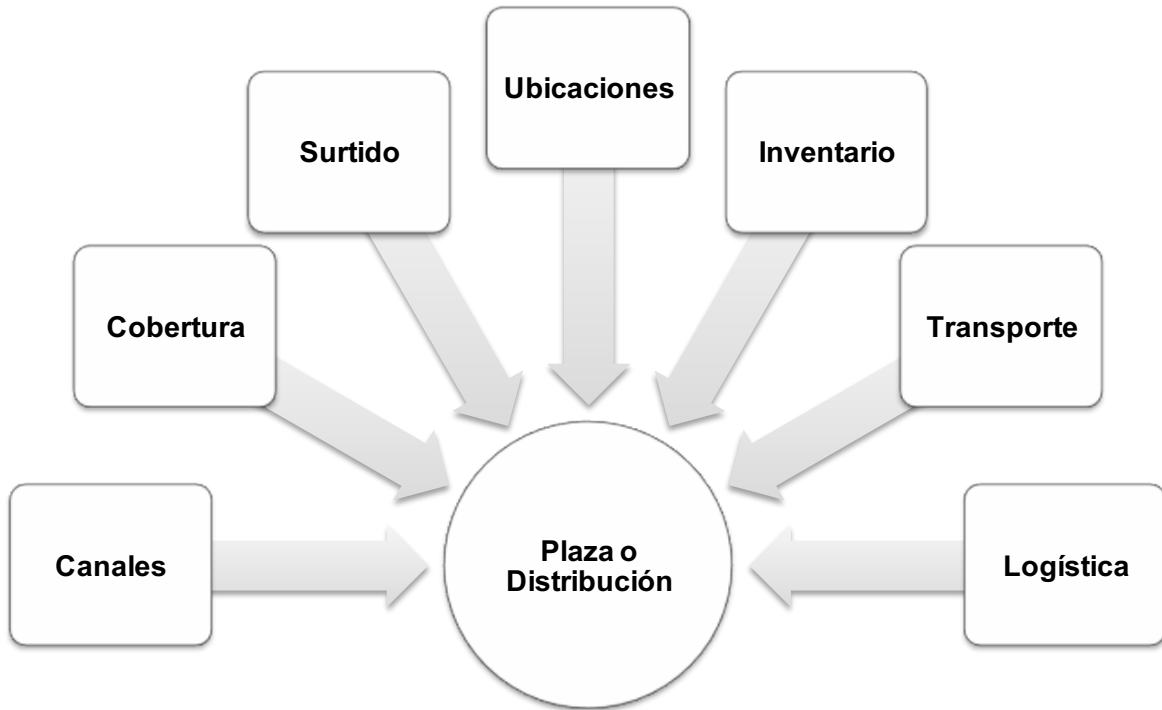 Ubicaciones
Surtido
Inventario
Cobertura
Transporte
Canales
Plaza o
Distribución
Logística